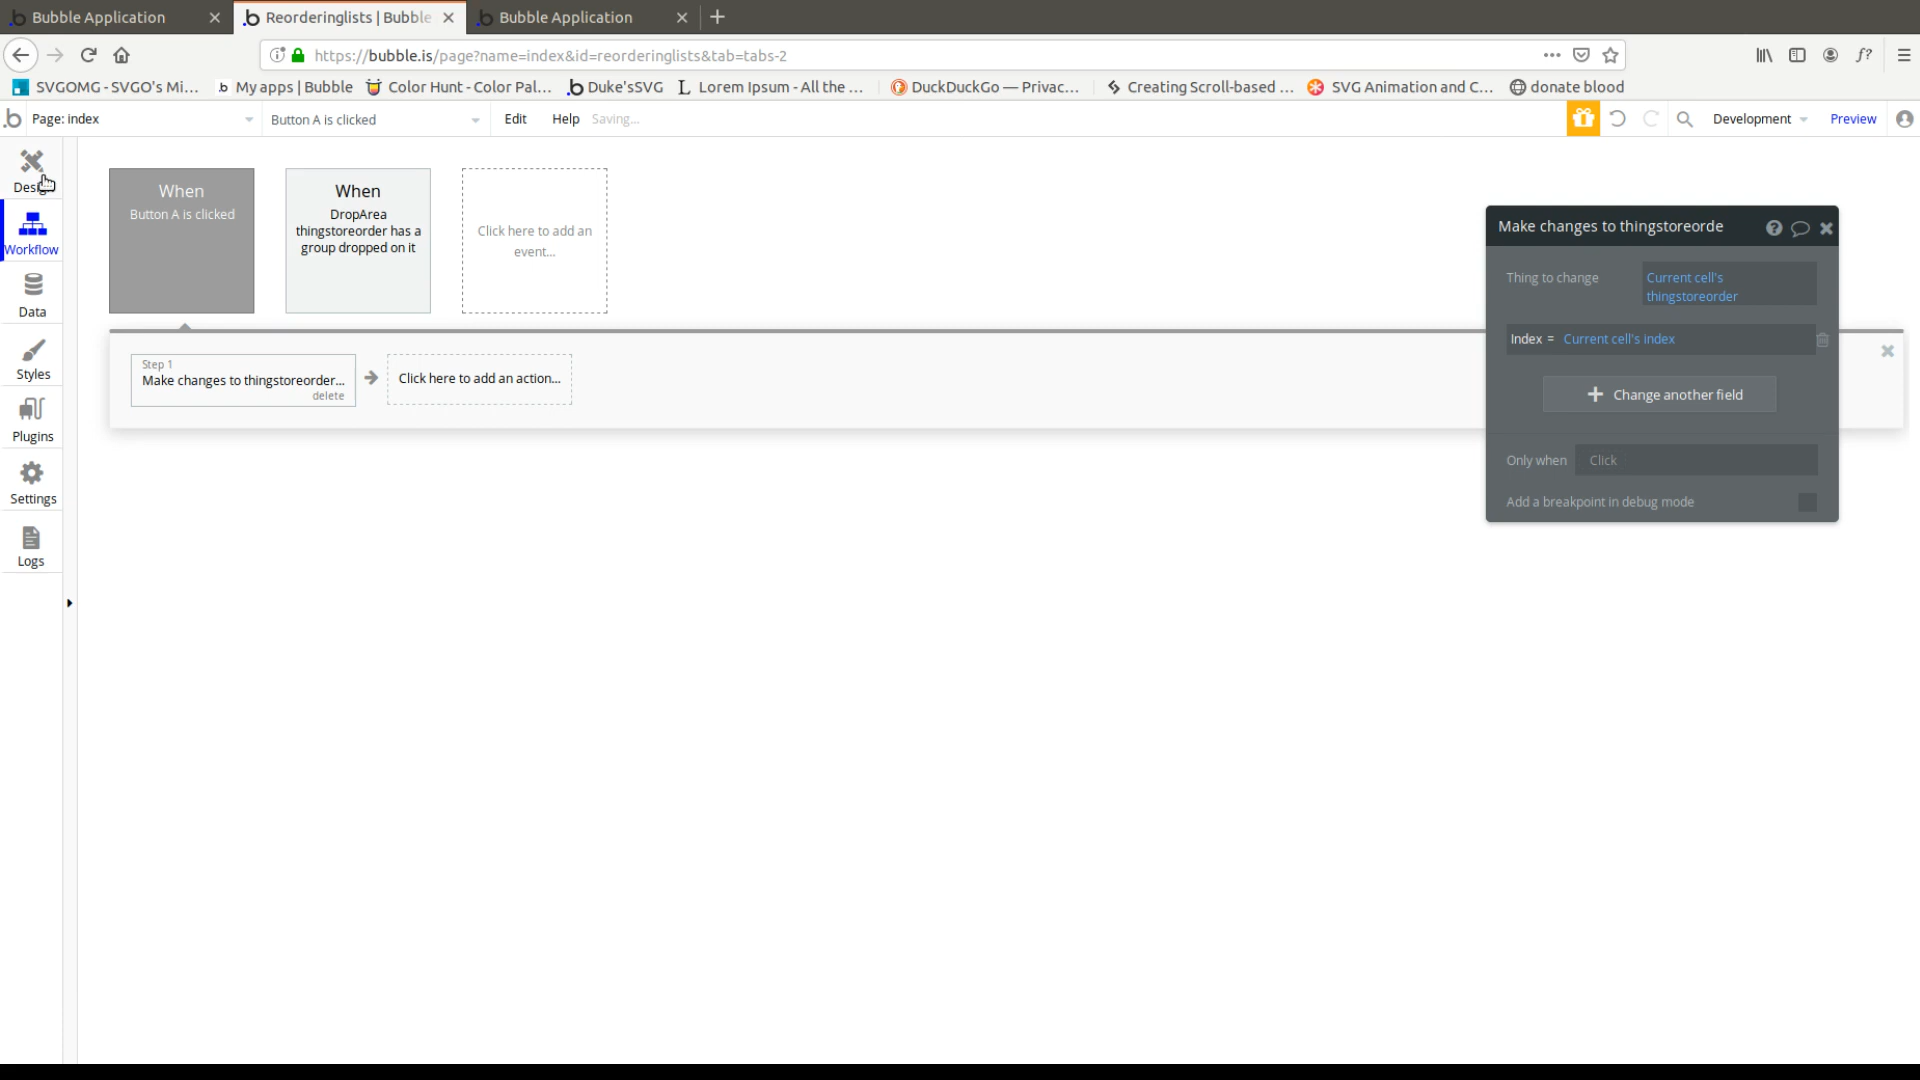 Bubble Application
Reorderinglists | Bubble
Bubble Application
https://bubble.is/page?name=index&id=reorderinglists&tab=tabs-2
SVGOMG - SVGO's Mi...
My apps | Bubble
Color Hunt - Color Pal...
Duke'sSVG
Lorem Ipsum - All the ...
DuckDuckGo — Privac...
Creating Scroll-based ...
SVG Animation and C...
donate blood
Page: index
Button A is clicked
Edit
Help
Saving...
Development
Preview
Design
Workflow
Data
Styles
Plugins
Settings
Logs
When
Button A is clicked
When
DropArea
thingstoreorder has a
group dropped on it
Click here to add an
event...
Step 1
Make changes to thingstoreorder...
delete
Click here to add an action...
Make changes to thingstoreorde
Thing to change
Current cell's
thingstoreorder
Index = Current cell's index
Change another field
Only when
Click
Add a breakpoint in debug mode